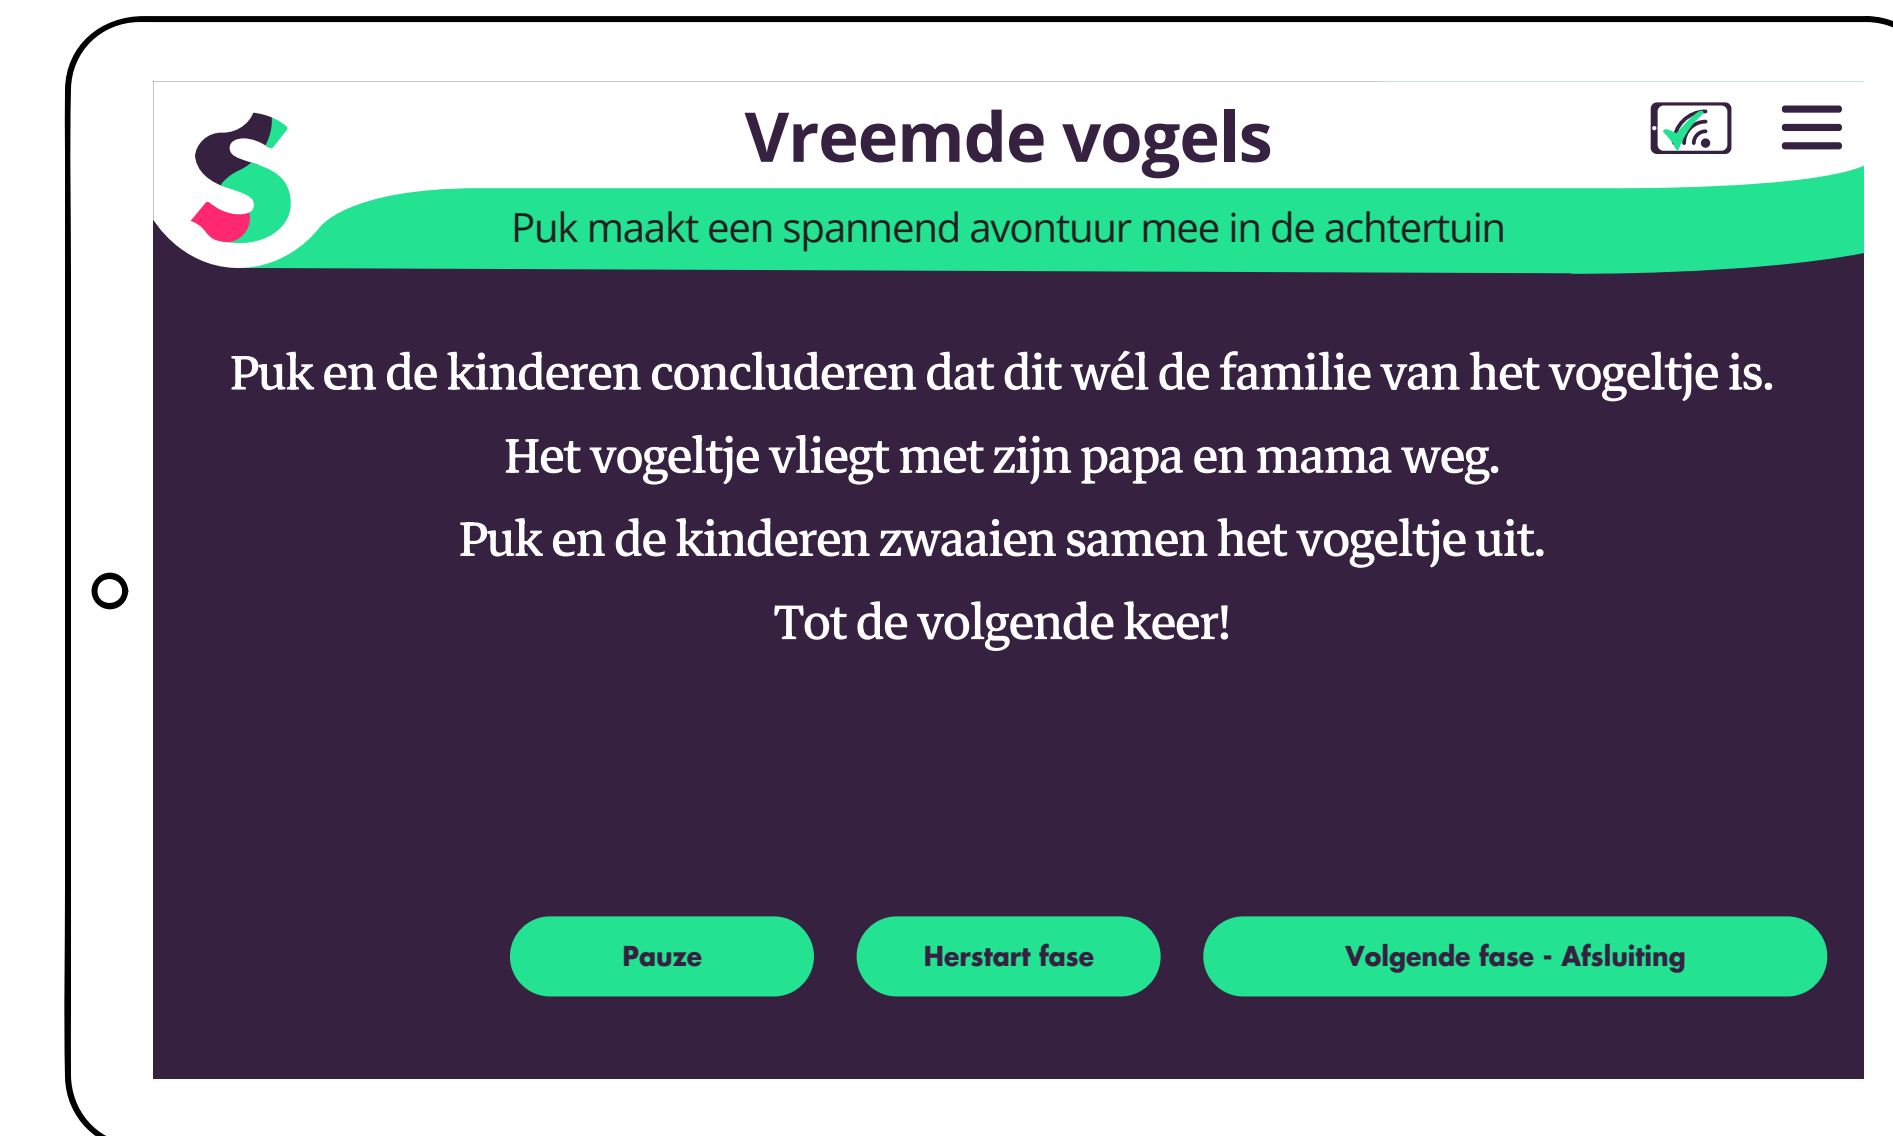 Vreemde vogels
Puk maakt een spannend avontuur mee in de achtertuin
Puk en de kinderen concluderen dat dit wél de familie van het vogeltje is.
Het vogeltje vliegt met zijn papa en mama weg.
Puk en de kinderen zwaaien samen het vogeltje uit.
Tot de volgende keer!
Pauze
Herstart fase
Volgende fase - Afsluiting